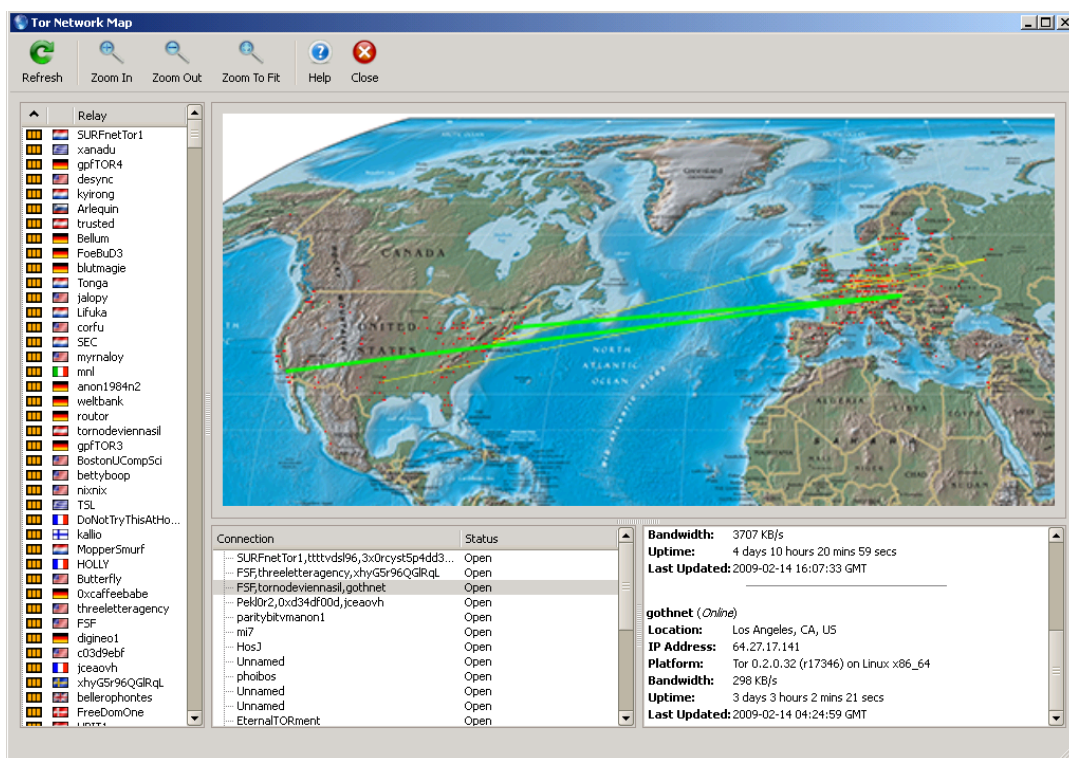 Tor Network Map
Refresh Zoom In Zoom Out Zoom To Fit Help Close
Relay
SURFnetTor1
xanadu
gpfTOR4
desync
kyirong
Arlequin
trusted
Bellum
FoeBuD3
blutmagie
Tonga
jalopy
Lifuka
corfu
SEC
myrnaloy
mnl
anon1984n2
weltbank
routor
tornodeviennasil
gpfTOR3
BostonUCompSci
bettyboop
nixnix
TSL
DoNotTryThisAtHo...
kallio
MopperSmurf
HOLLY
Butterfly
0xcaffeebabe
threeletteragency
FSF
digineo1
c03d9ebf
jceaovh
xhyG5r96QGlRqL
bellerophontes
FreeDomOne
CANADA
UNITED
STATES
NORTH
ATLANTIC
OCEAN
ALGERIA
LIBYA
EGYPT
MALI
NIGER
CHAD
SUDAN
Connection Status
SURFnetTor1,ttttvdsl96,3x0rcyst5p4dd3... Open
FSF,threeletteragency,xhyG5r96QGlRqL Open
FSF,tornodeviennasil,gothnet Open
Pekl0r2,0xd34df00d,jceaovh Open
paritybitvmanon1 Open
mi7 Open
HosJ Open
Unnamed Open
phoibos Open
Unnamed Open
Unnamed Open
EternalTORment Open
Bandwidth: 3707 KB/s
Uptime: 4 days 10 hours 20 mins 59 secs
Last Updated: 2009-02-14 16:07:33 GMT
gothnet (Online)
Location: Los Angeles, CA, US
IP Address: 64.27.17.141
Platform: Tor 0.2.0.32 (r17346) on Linux x86_64
Bandwidth: 298 KB/s
Uptime: 3 days 3 hours 2 mins 21 secs
Last Updated: 2009-02-14 04:24:59 GMT